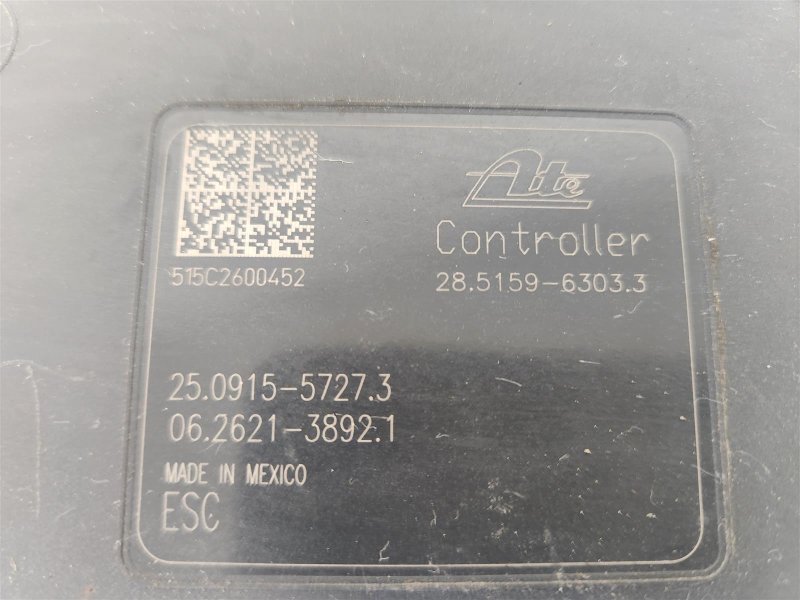 Ate
Controller
28.5159-6303.3
515C2600452
25.0915-5727.3
06.2621-3892.1
MADE IN MEXICO
ESC